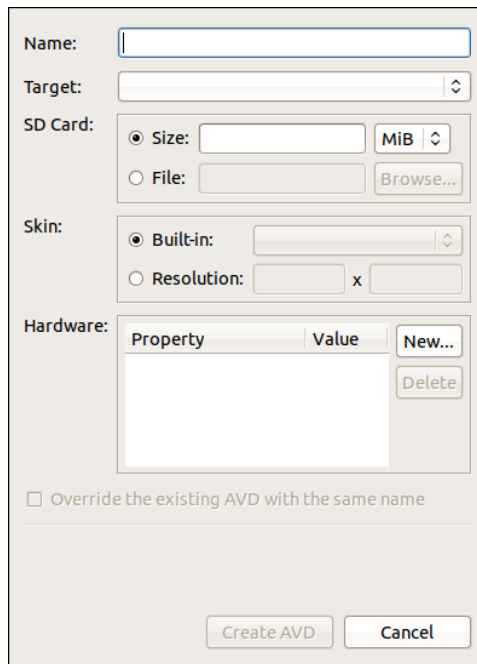 Name:
Target:
SD Card:
Size: MiB
File: Browse...
Skin:
Built-in:
Resolution: x
Hardware:
Property Value New...
Delete
Override the existing AVD with the same name
Create AVD Cancel